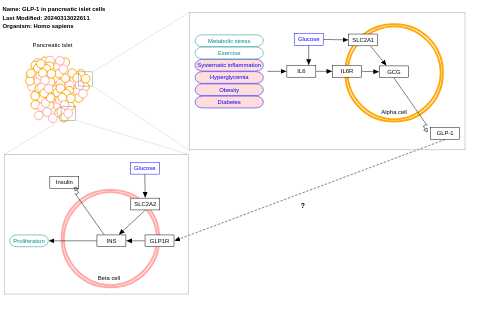 Name: GLP-1 in pancreatic islet cells
Last Modified: 20240313022611
Organism: Homo sapiens
Pancreatic islet
Metabolic stress
Exercise
Systematic inflammation
Hyperglycemia
Obesity
Diabetes
Glucose
SLC2A1
IL6
IL6R
GCG
Alpha cell
GLP-1
Glucose
Insulin
SLC2A2
Proliferation
INS
GLP1R
Beta cell
?